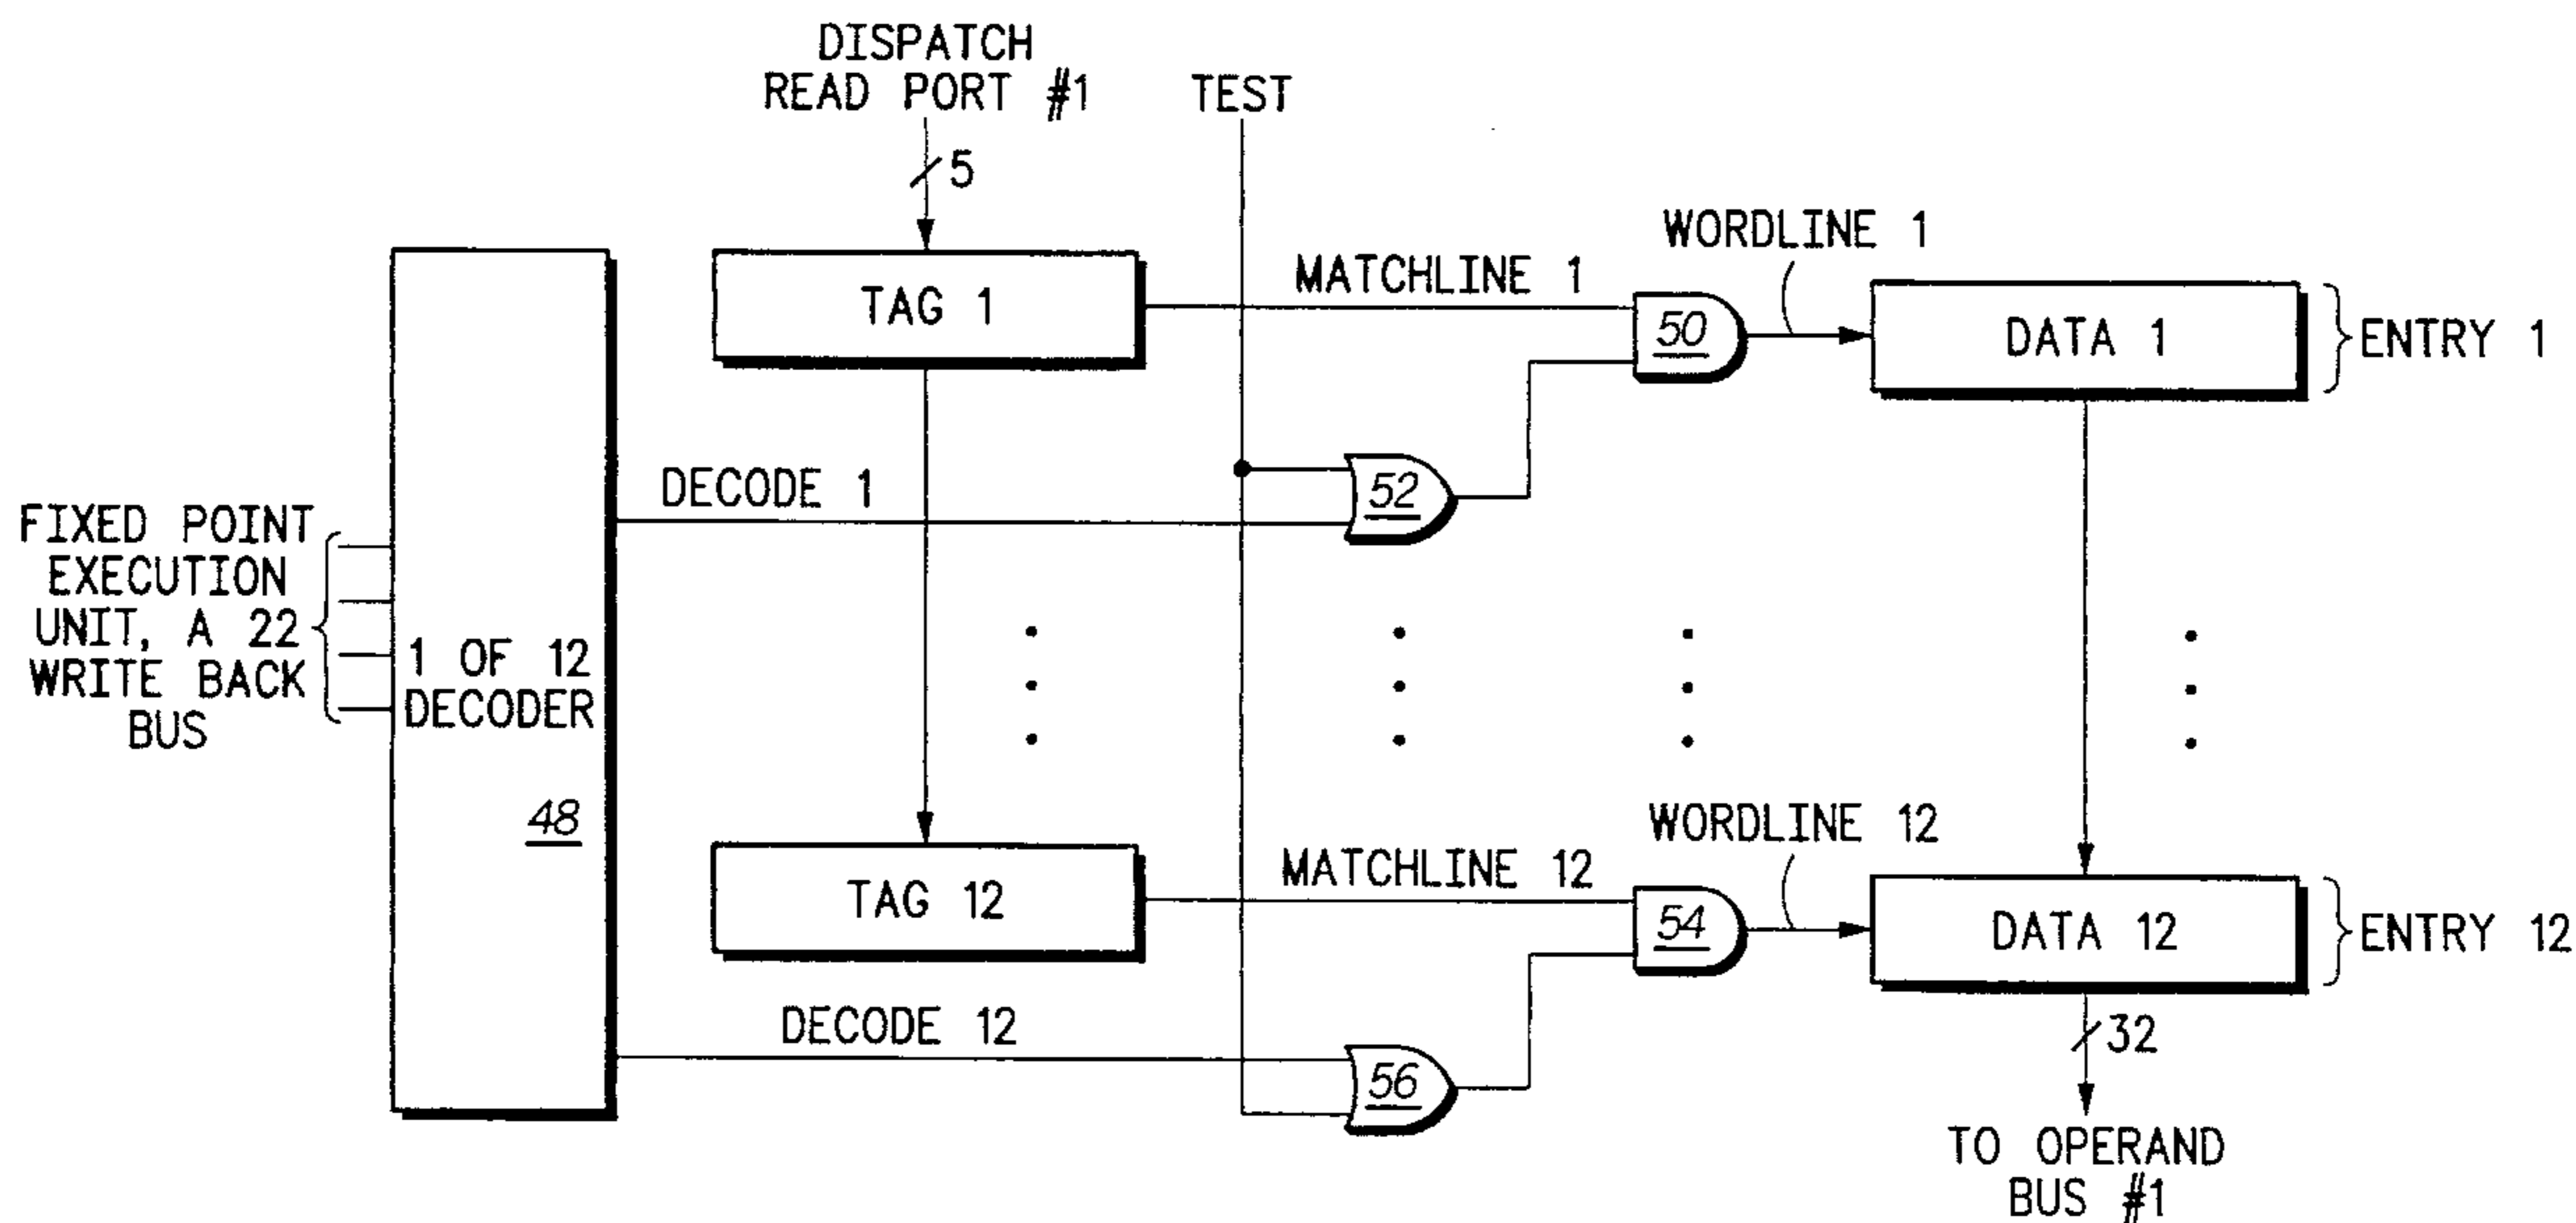 DISPATCH
READ PORT #1
TEST
5
WORDLINE 1
MATCHLINE 1
TAG 1
50
DATA 1
ENTRY 1
DECODE 1
52
FIXED POINT
EXECUTION
UNIT, A 22
WRITE BACK
BUS
1 OF 12
DECODER
48
WORDLINE 12
MATCHLINE 12
TAG 12
54
DATA 12
ENTRY 12
DECODE 12
56
32
TO OPERAND
BUS #1